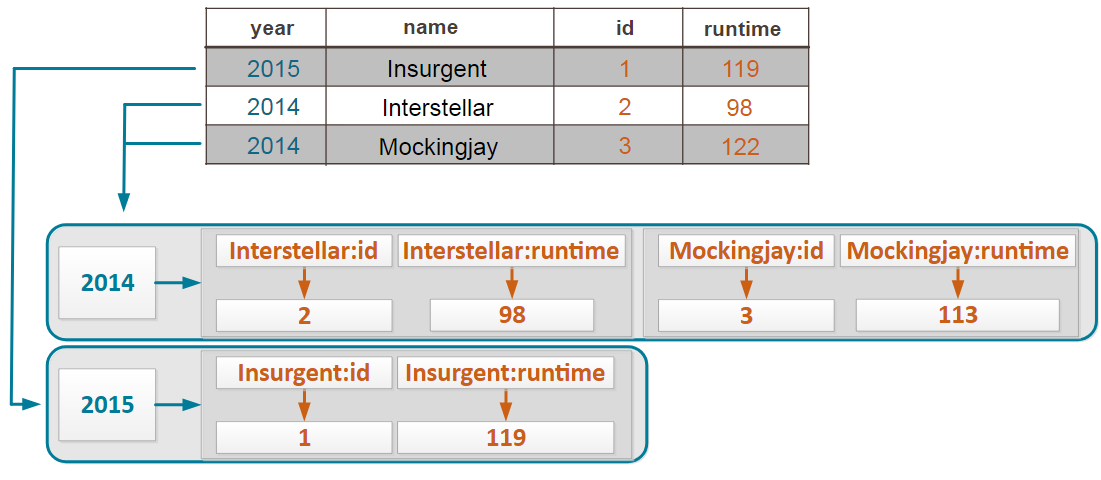 year name id runtime
2015 Insurgent 1 119
2014 Interstellar 2 98
2014 Mockingjay 3 122
Interstellar:id Interstellar:runtime Mockingjay:id Mockingjay:runtime
2014
2 98 3 113
Insurgent:id Insurgent:runtime
2015
1 119